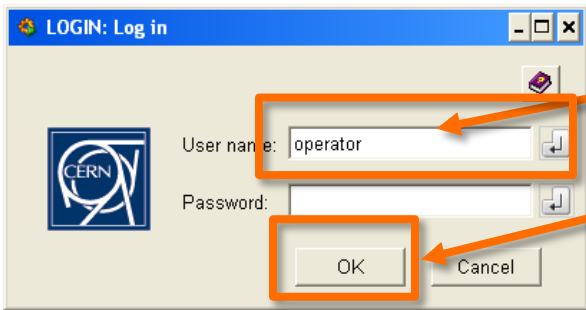 LOGIN: Log in
User name: operator
CERN
Password:
OK Cancel